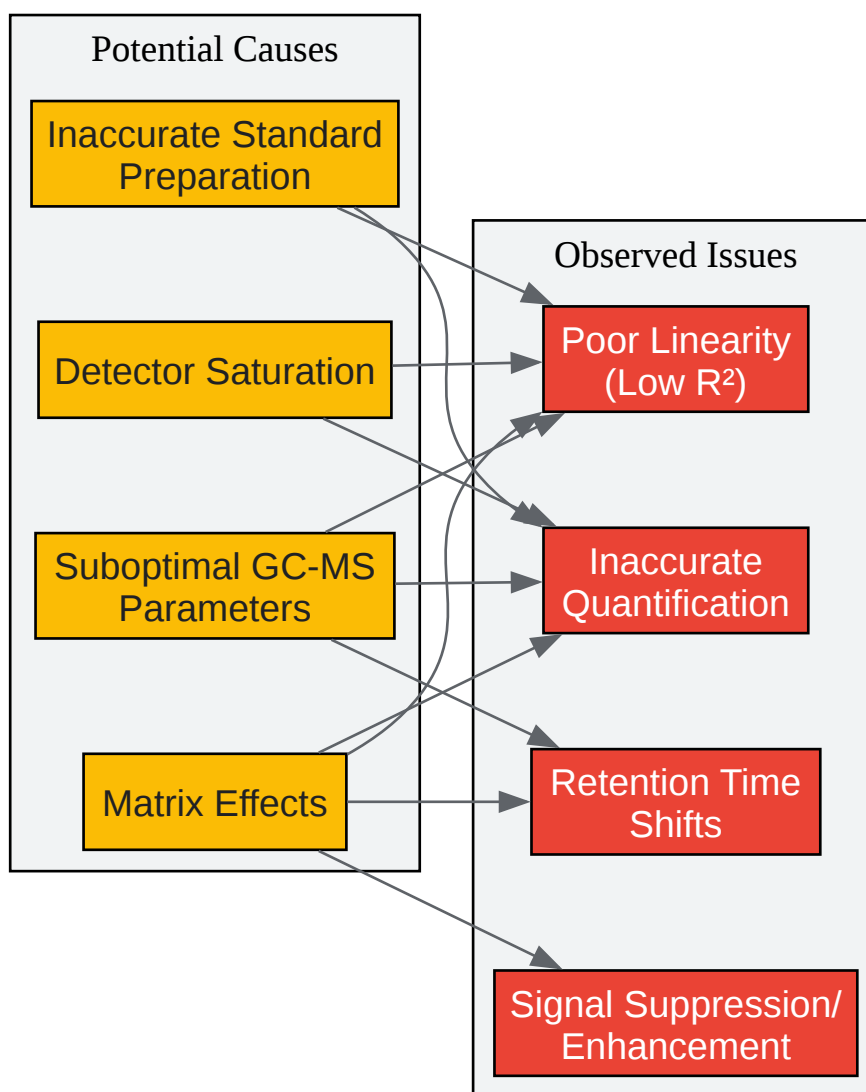 Potential Causes
Inaccurate Standard
Preparation
Detector Saturation
Suboptimal GC-MS
Parameters
Matrix Effects
Observed Issues
Poor Linearity
(Low R²)
Inaccurate
Quantification
Retention Time
Shifts
Signal Suppression/
Enhancement